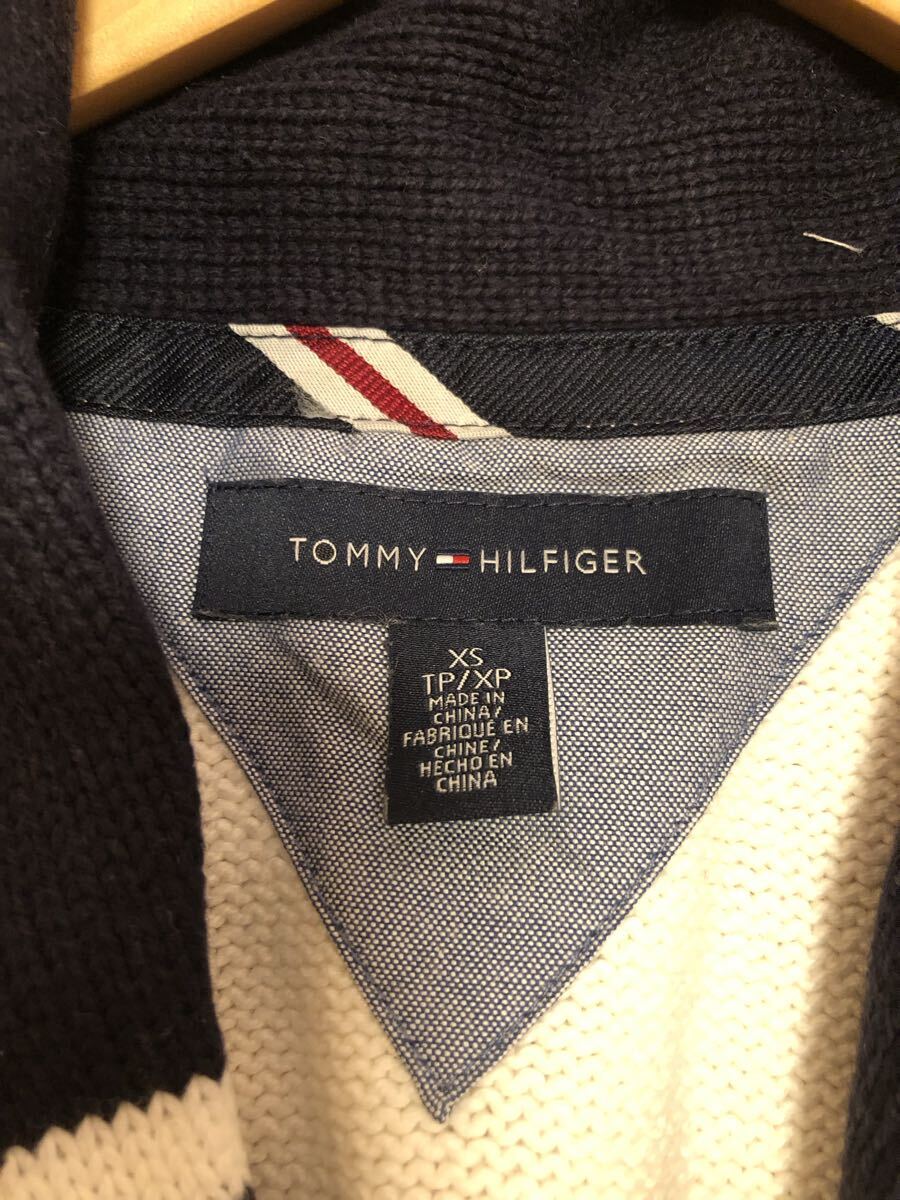 TOMMY HILFIGER
XS
TP/XP
MADE IN
CHINA/
FABRIQUE EN
CHINE/
HECHO EN
CHINA